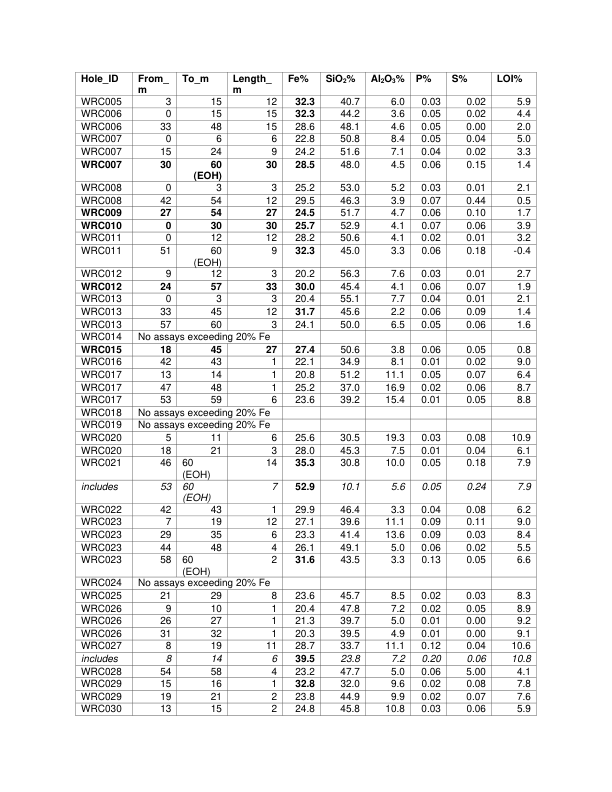 Hole_ID From_m To_m Length_m Fe% SiO₂% Al₂O₃% P% S% LOI%
WRC005 3 15 12 32.3 40.7 6.0 0.03 0.02 5.9
WRC006 0 15 15 32.3 44.2 3.6 0.05 0.02 4.4
WRC006 33 48 15 28.6 48.1 4.6 0.05 0.00 2.0
WRC007 0 6 6 22.8 50.8 8.4 0.05 0.04 5.0
WRC007 15 24 9 24.2 51.6 7.1 0.04 0.02 3.3
WRC007 30 60 (EOH) 30 28.5 48.0 4.5 0.06 0.15 1.4
WRC008 0 3 3 25.2 53.0 5.2 0.03 0.01 2.1
WRC008 42 54 12 29.5 46.3 3.9 0.07 0.44 0.5
WRC009 27 54 27 24.5 51.7 4.7 0.06 0.10 1.7
WRC010 0 30 30 25.7 52.9 4.1 0.07 0.06 3.9
WRC011 0 12 12 28.2 50.6 4.1 0.02 0.01 3.2
WRC011 51 60 (EOH) 9 32.3 45.0 3.3 0.06 0.18 -0.4
WRC012 9 12 3 20.2 56.3 7.6 0.03 0.01 2.7
WRC012 24 57 33 30.0 45.4 4.1 0.06 0.07 1.9
WRC013 0 3 3 20.4 55.1 7.7 0.04 0.01 2.1
WRC013 33 45 12 31.7 45.6 2.2 0.06 0.09 1.4
WRC013 57 60 3 24.1 50.0 6.5 0.05 0.06 1.6
WRC014 No assays exceeding 20% Fe
WRC015 18 45 27 27.4 50.6 3.8 0.06 0.05 0.8
WRC016 42 43 1 22.1 34.9 8.1 0.01 0.02 9.0
WRC017 13 14 1 20.8 51.2 11.1 0.05 0.07 6.4
WRC017 47 48 1 25.2 37.0 16.9 0.02 0.06 8.7
WRC017 53 59 6 23.6 39.2 15.4 0.01 0.05 8.8
WRC018 No assays exceeding 20% Fe
WRC019 No assays exceeding 20% Fe
WRC020 5 11 6 25.6 30.5 19.3 0.03 0.08 10.9
WRC020 18 21 3 28.0 45.3 7.5 0.01 0.04 6.1
WRC021 46 60 (EOH) 14 35.3 30.8 10.0 0.05 0.18 7.9
includes 53 60 (EOH) 7 52.9 10.1 5.6 0.05 0.24 7.9
WRC022 42 43 1 29.9 46.4 3.3 0.04 0.08 6.2
WRC023 7 19 12 27.1 39.6 11.1 0.09 0.11 9.0
WRC023 29 35 6 23.3 41.4 13.6 0.09 0.03 8.4
WRC023 44 48 4 26.1 49.1 5.0 0.06 0.02 5.5
WRC023 58 60 (EOH) 2 31.6 43.5 3.3 0.13 0.05 6.6
WRC024 No assays exceeding 20% Fe
WRC025 21 29 8 23.6 45.7 8.5 0.02 0.03 8.3
WRC026 9 10 1 20.4 47.8 7.2 0.02 0.05 8.9
WRC026 26 27 1 21.3 39.7 5.0 0.01 0.00 9.2
WRC026 31 32 1 20.3 39.5 4.9 0.01 0.00 9.1
WRC027 8 19 11 28.7 33.7 11.1 0.12 0.04 10.6
includes 8 14 6 39.5 23.8 7.2 0.20 0.06 10.8
WRC028 54 58 4 23.2 47.7 5.0 0.06 5.00 4.1
WRC029 15 16 1 32.8 32.0 9.6 0.02 0.08 7.8
WRC029 19 21 2 23.8 44.9 9.9 0.02 0.07 7.6
WRC030 13 15 2 24.8 45.8 10.8 0.03 0.06 5.9